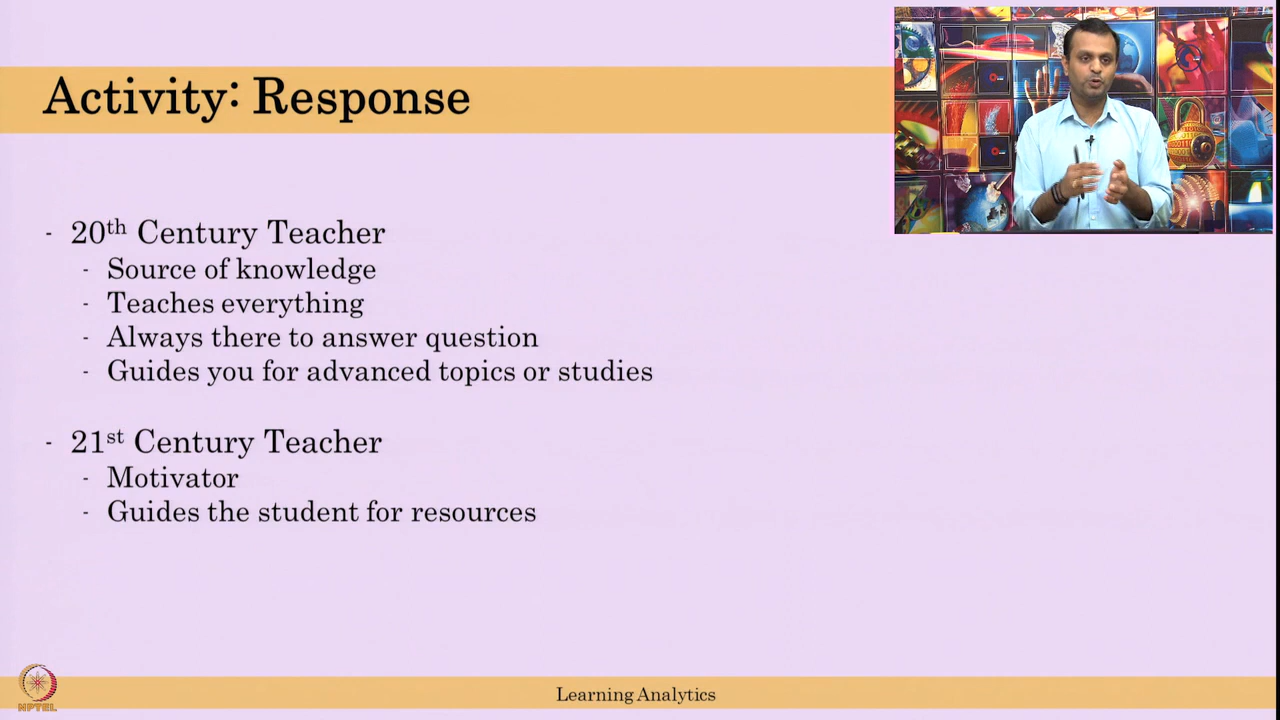 Activity: Response
- 20th Century Teacher
- Source of knowledge
- Teaches everything
- Always there to answer question
- Guides you for advanced topics or studies
- 21st Century Teacher
- Motivator
- Guides the student for resources
NPTEL
Learning Analytics